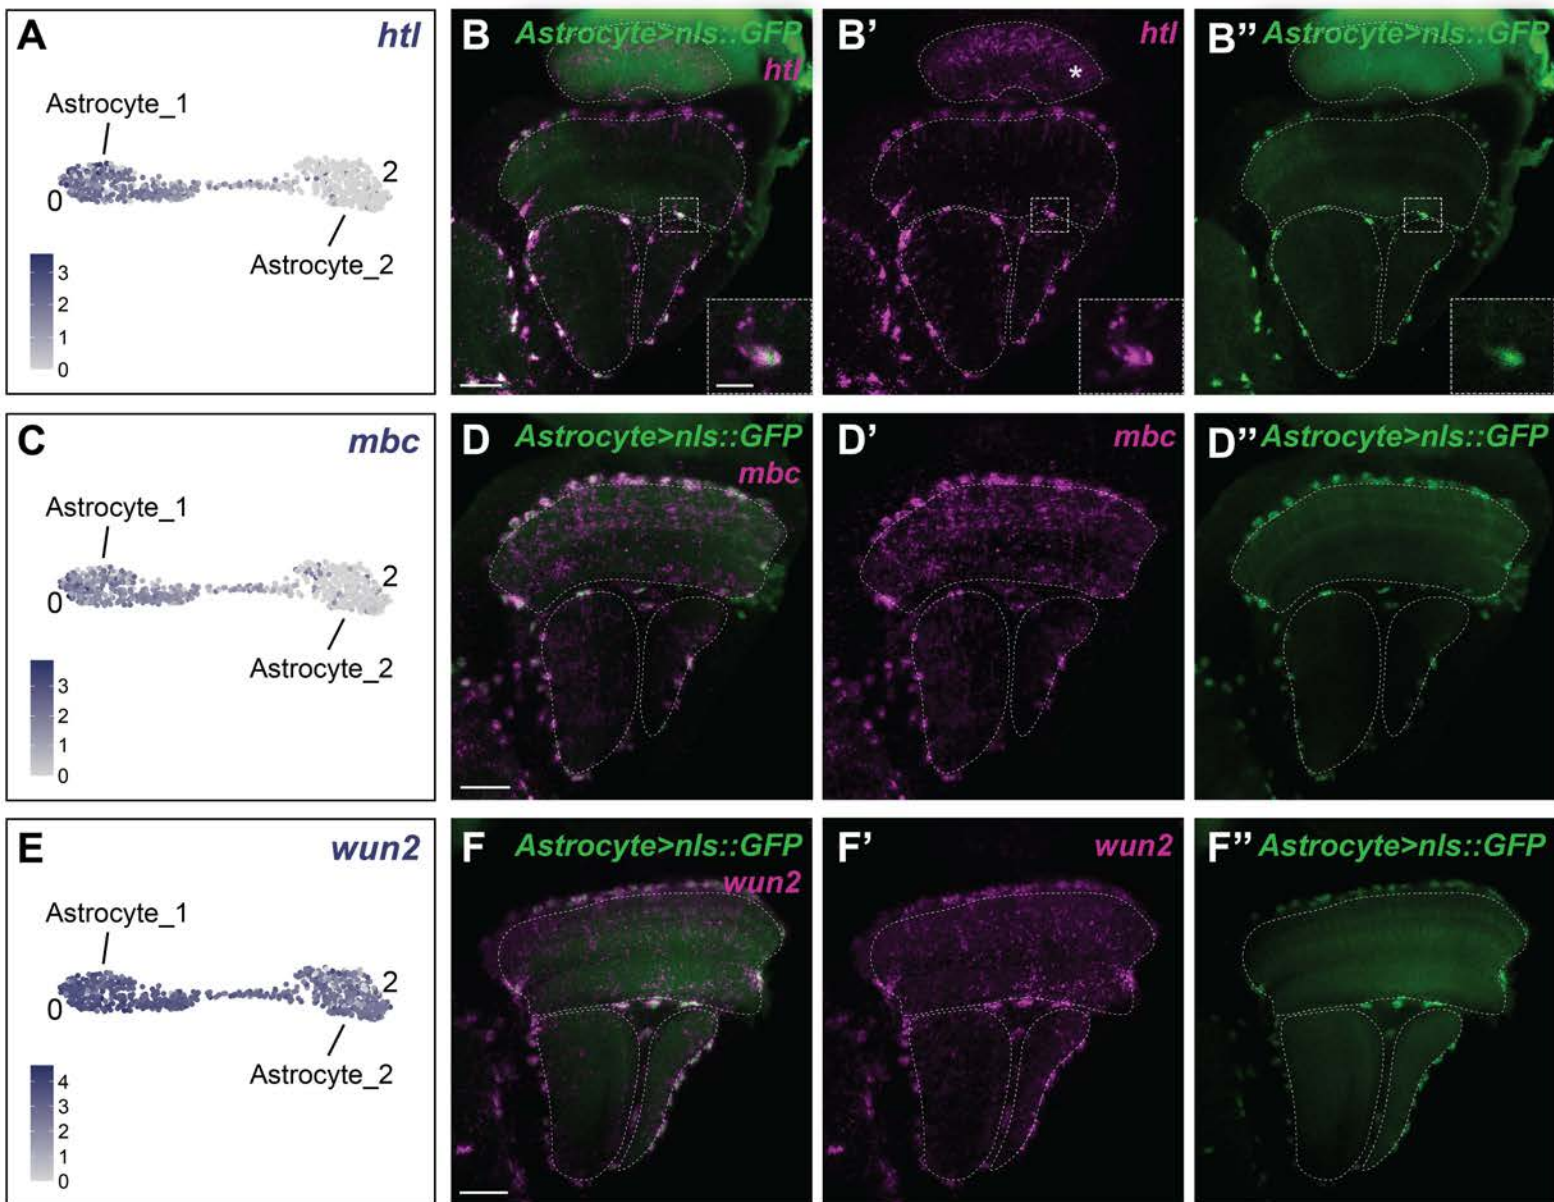 A
htl
Astrocyte_1
2
0
Astrocyte_2
3
2
1
0
B Astrocyte>nls::GFP
htl
B’ htl
*
B” Astrocyte>nls::GFP
C
mbc
Astrocyte_1
2
0
Astrocyte_2
3
2
1
0
D Astrocyte>nls::GFP
mbc
D’ mbc
D” Astrocyte>nls::GFP
E
wun2
Astrocyte_1
2
0
Astrocyte_2
4
3
2
1
0
F Astrocyte>nls::GFP
wun2
F’ wun2
F” Astrocyte>nls::GFP